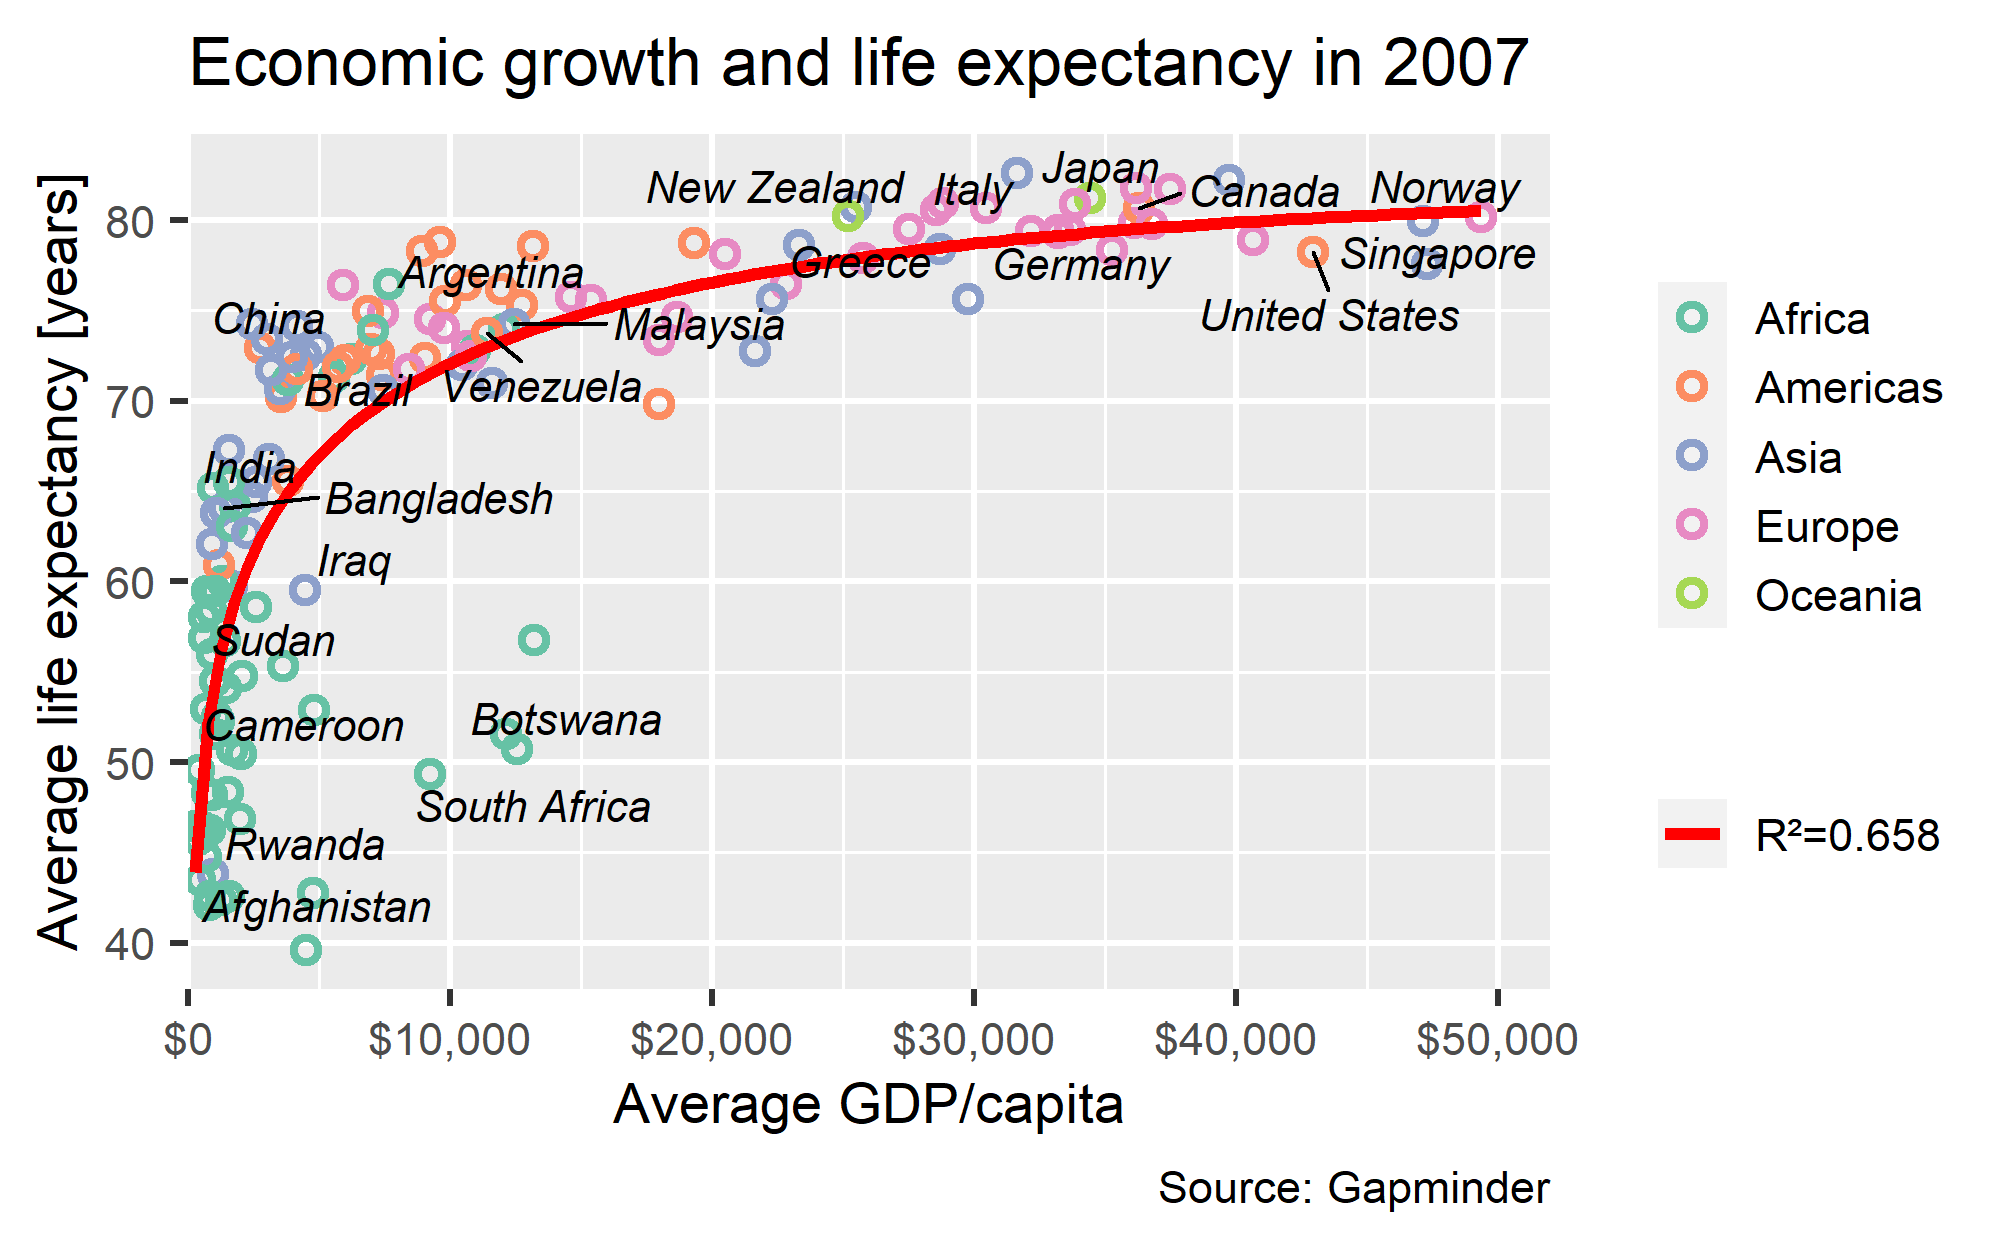 Economic growth and life expectancy in 2007
Average life expectancy [years]
80
70
60
50
40
New Zealand
Italy
Japan
Canada
Norway
Argentina
Greece
Germany
Singapore
China
Malaysia
United States
Brazil
Venezuela
India
Bangladesh
Iraq
Sudan
Cameroon
Botswana
South Africa
Rwanda
Afghanistan
$0
$10,000
$20,000
$30,000
$40,000
$50,000
Average GDP/capita
Africa
Americas
Asia
Europe
Oceania
R²=0.658
Source: Gapminder